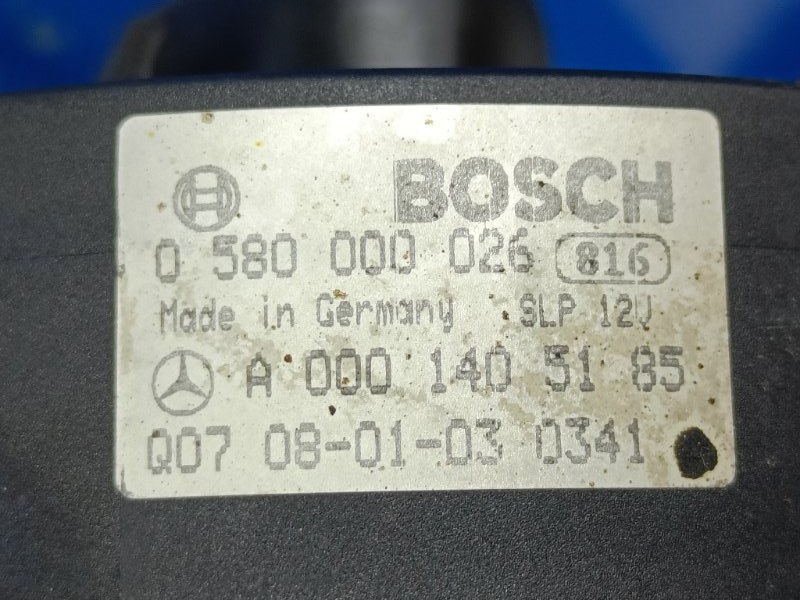 BOSCH
0 580 000 026 816
Made in Germany SLP 12V
A 000 140 51 85
Q07 08-01-03 0341